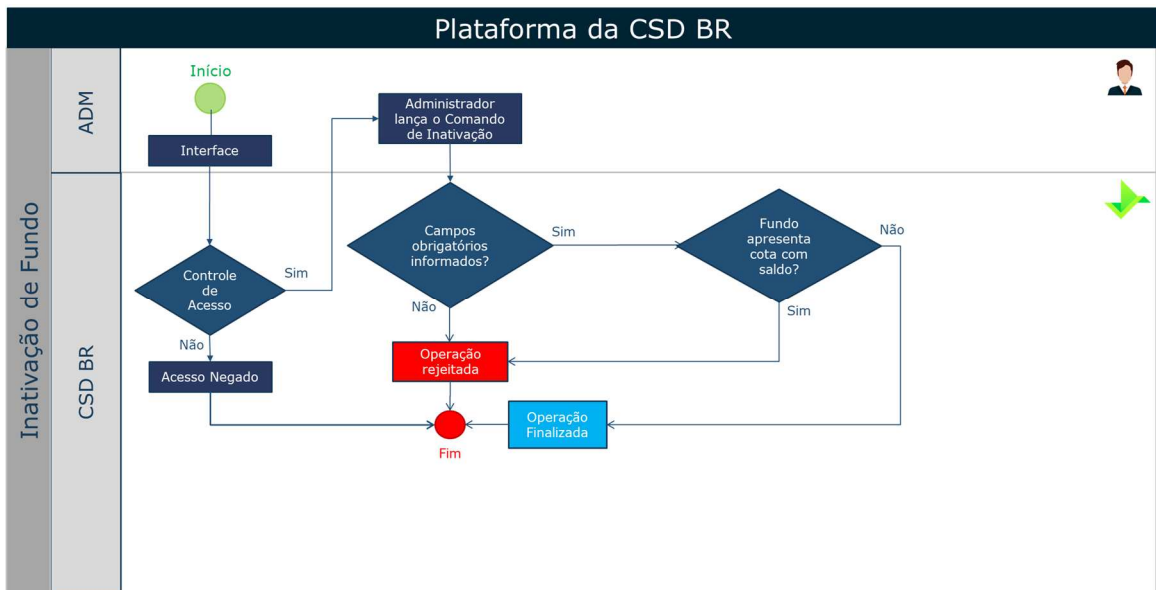 Plataforma da CSD BR
Inativação de Fundo
ADM
CSD BR
Início
Interface
Administrador
lança o Comando
de Inativação
Controle
de
Acesso
Sim
Não
Acesso Negado
Campos
obrigatórios
informados?
Sim
Não
Fundo
apresenta
cota com
saldo?
Não
Sim
Operação
rejeitada
Operação
Finalizada
Fim